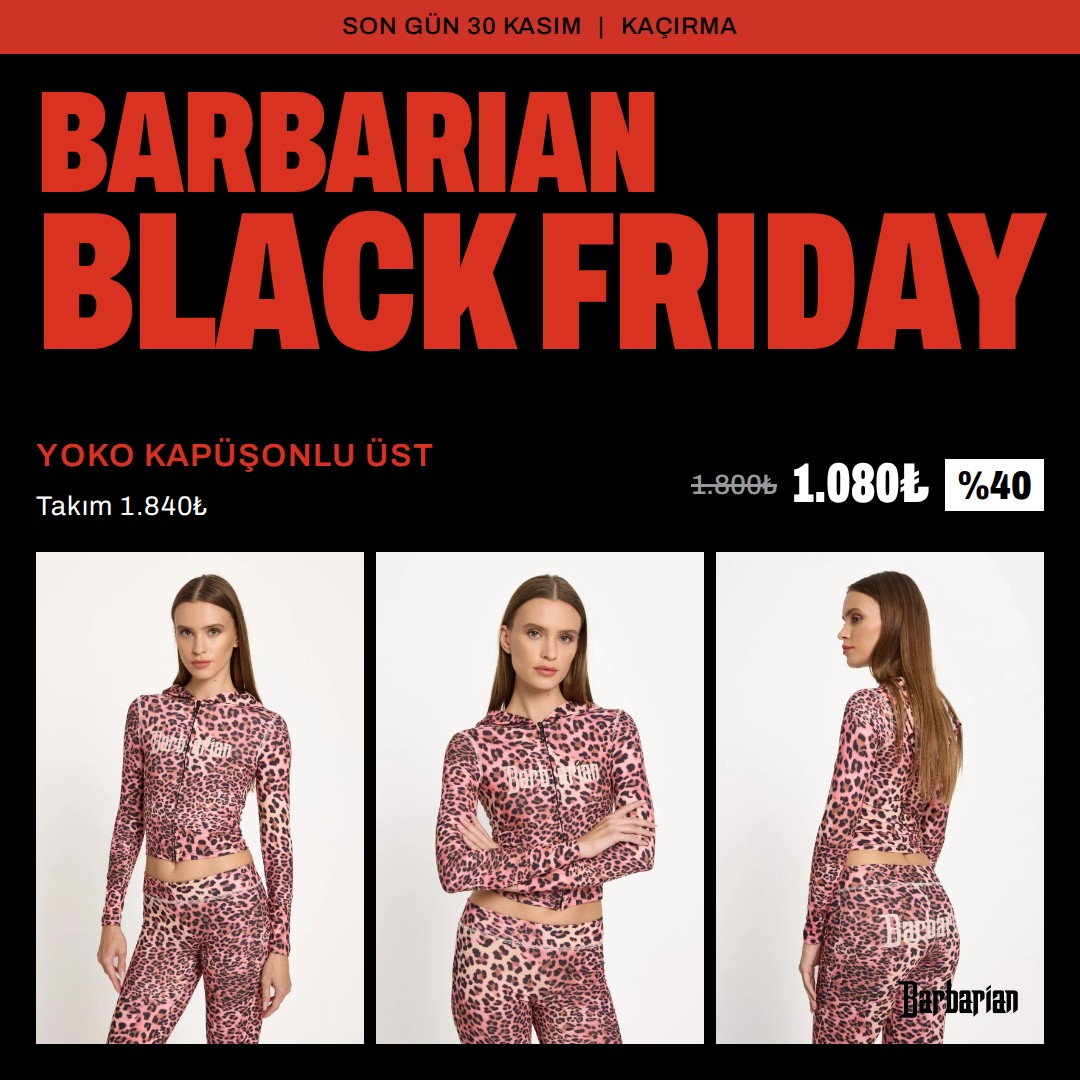 SON GÜN 30 KASIM | KAÇIRMA
BARBARIAN
BLACK FRIDAY
YOKO KAPÜŞONLU ÜST
Takım 1.840₺
1.800₺ 1.080₺ %40
Barbarian
Barbarian
Barbar
Barbarian